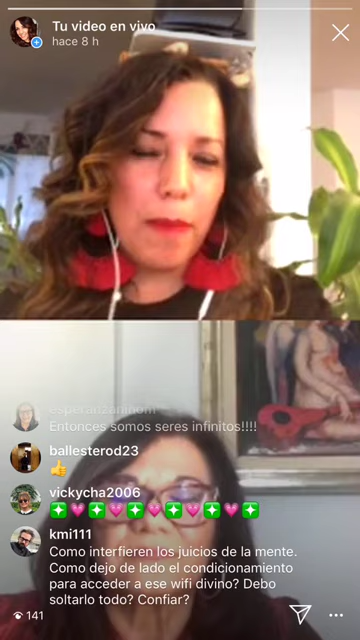 Tu video en vivo
hace 8 h
esperanzaninom
Entonces somos seres infinitos!!!!
ballesterod23
👍
vickycha2006
❇️💗❇️💗❇️💗❇️💗❇️
kmi111
Como interfieren los juicios de la mente.
Como dejo de lado el condicionamiento
para acceder a ese wifi divino? Debo
soltarlo todo? Confiar?
141